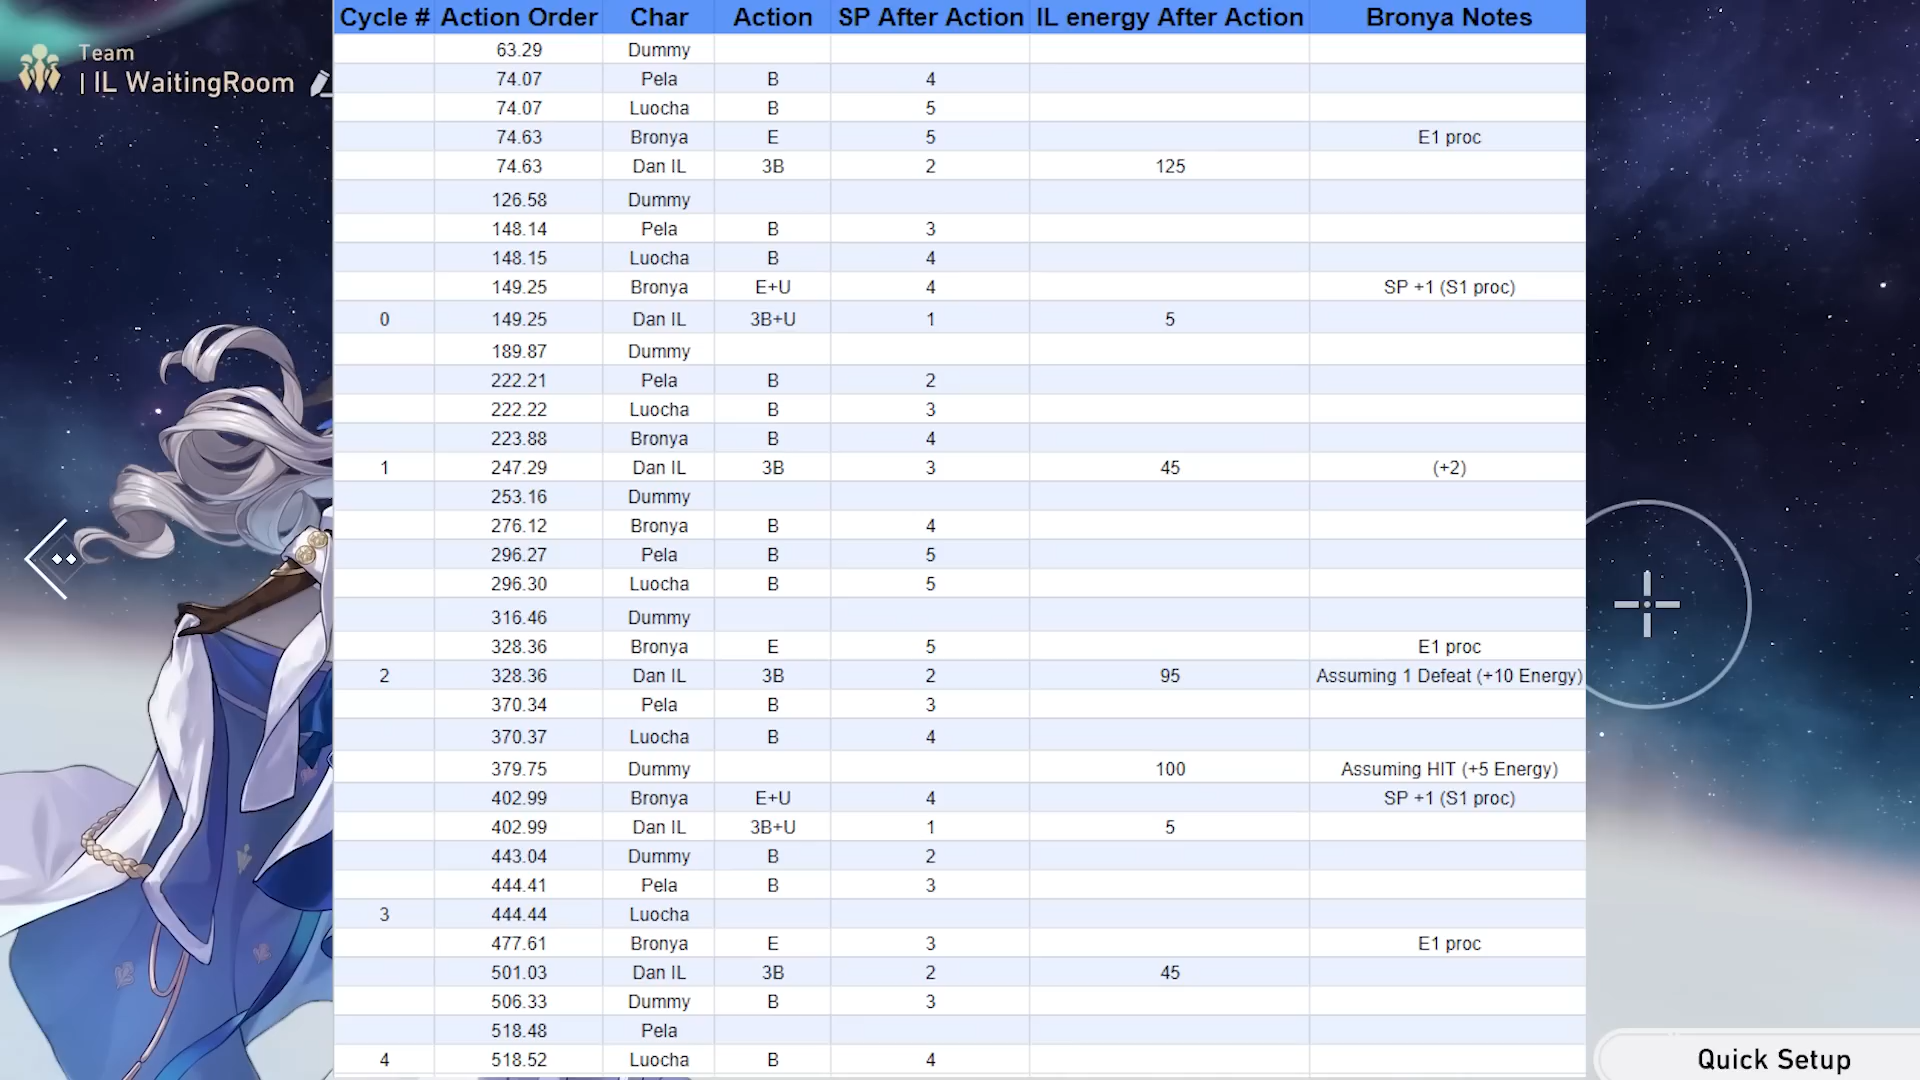 Team
| IL WaitingRoom
Cycle # Action Order Char Action SP After Action IL energy After Action Bronya Notes
63.29 Dummy
74.07 Pela B 4
74.07 Luocha B 5
74.63 Bronya E 5 E1 proc
74.63 Dan IL 3B 2 125
126.58 Dummy
148.14 Pela B 3
148.15 Luocha B 4
149.25 Bronya E+U 4 SP +1 (S1 proc)
0 149.25 Dan IL 3B+U 1 5
189.87 Dummy
222.21 Pela B 2
222.22 Luocha B 3
223.88 Bronya B 4
1 247.29 Dan IL 3B 3 45 (+2)
253.16 Dummy
276.12 Bronya B 4
296.27 Pela B 5
296.30 Luocha B 5
316.46 Dummy
328.36 Bronya E 5 E1 proc
2 328.36 Dan IL 3B 2 95 Assuming 1 Defeat (+10 Energy)
370.34 Pela B 3
370.37 Luocha B 4
379.75 Dummy 100 Assuming HIT (+5 Energy)
402.99 Bronya E+U 4 SP +1 (S1 proc)
402.99 Dan IL 3B+U 1 5
443.04 Dummy B 2
444.41 Pela B 3
3 444.44 Luocha
477.61 Bronya E 3 E1 proc
501.03 Dan IL 3B 2 45
506.33 Dummy B 3
518.48 Pela
4 518.52 Luocha B 4
Quick Setup